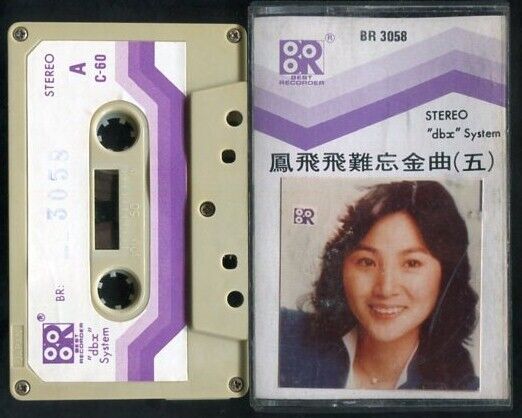 STEREO
A
C-60
3058
BR:
BEST
RECORDER
®
"dbx"
System
50
®
BEST
RECORDER
BR 3058
STEREO
"dbx" System
鳳飛飛難忘金曲(五)